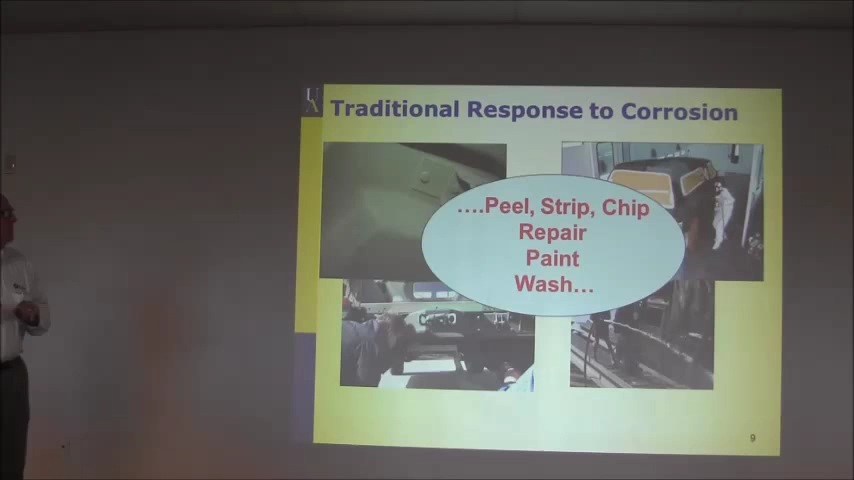 Traditional Response to Corrosion
....Peel, Strip, Chip
Repair
Paint
Wash...
9